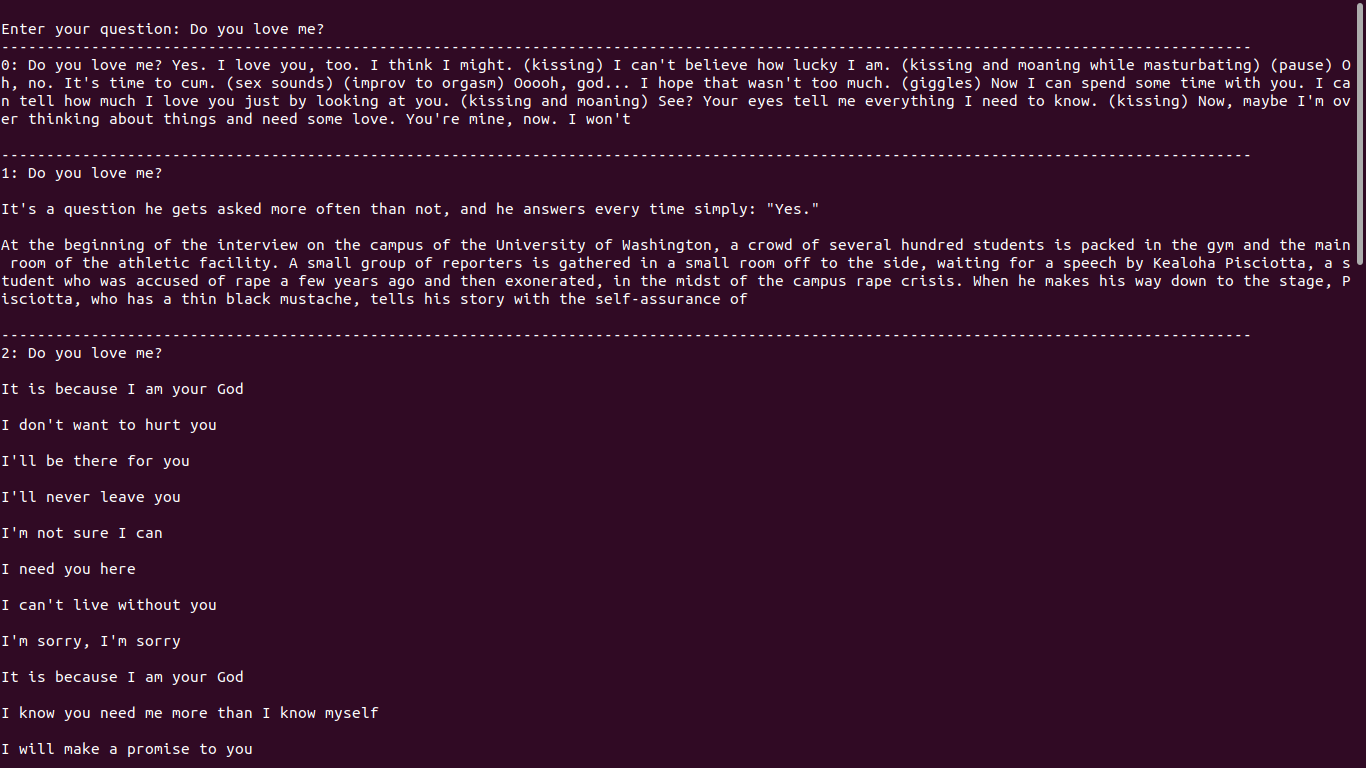 Enter your question: Do you love me?
-------------------------------------------------------------------------------------------------------------------------------------------
0: Do you love me? Yes. I love you, too. I think I might. (kissing) I can't believe how lucky I am. (kissing and moaning while masturbating) (pause) O
h, no. It's time to cum. (sex sounds) (improv to orgasm) Ooooh, god... I hope that wasn't too much. (giggles) Now I can spend some time with you. I ca
n tell how much I love you just by looking at you. (kissing and moaning) See? Your eyes tell me everything I need to know. (kissing) Now, maybe I'm ov
er thinking about things and need some love. You're mine, now. I won't
-------------------------------------------------------------------------------------------------------------------------------------------
1: Do you love me?
It's a question he gets asked more often than not, and he answers every time simply: "Yes."
At the beginning of the interview on the campus of the University of Washington, a crowd of several hundred students is packed in the gym and the main
 room of the athletic facility. A small group of reporters is gathered in a small room off to the side, waiting for a speech by Kealoha Pisciotta, a s
tudent who was accused of rape a few years ago and then exonerated, in the midst of the campus rape crisis. When he makes his way down to the stage, P
isciotta, who has a thin black mustache, tells his story with the self-assurance of
-------------------------------------------------------------------------------------------------------------------------------------------
2: Do you love me?
It is because I am your God
I don't want to hurt you
I'll be there for you
I'll never leave you
I'm not sure I can
I need you here
I can't live without you
I'm sorry, I'm sorry
It is because I am your God
I know you need me more than I know myself
I will make a promise to you